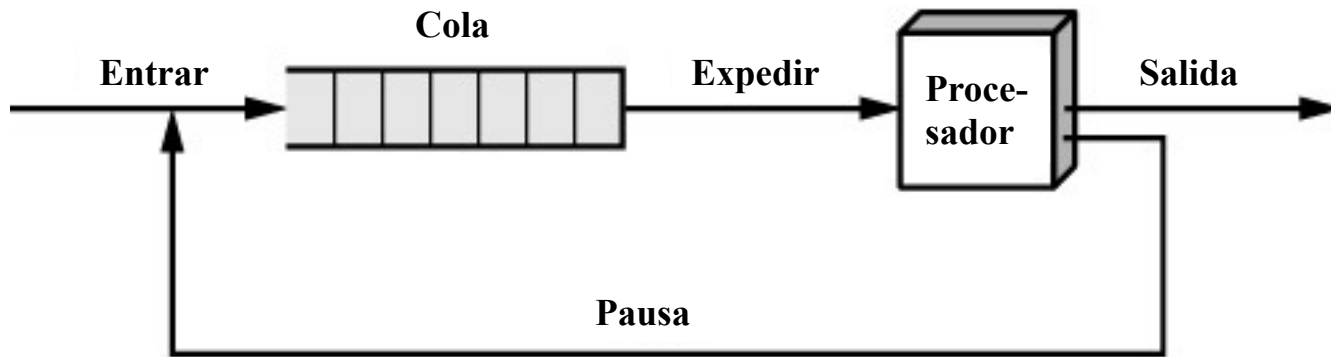 Cola
Entrar
Expedir
Proce-
sador
Salida
Pausa